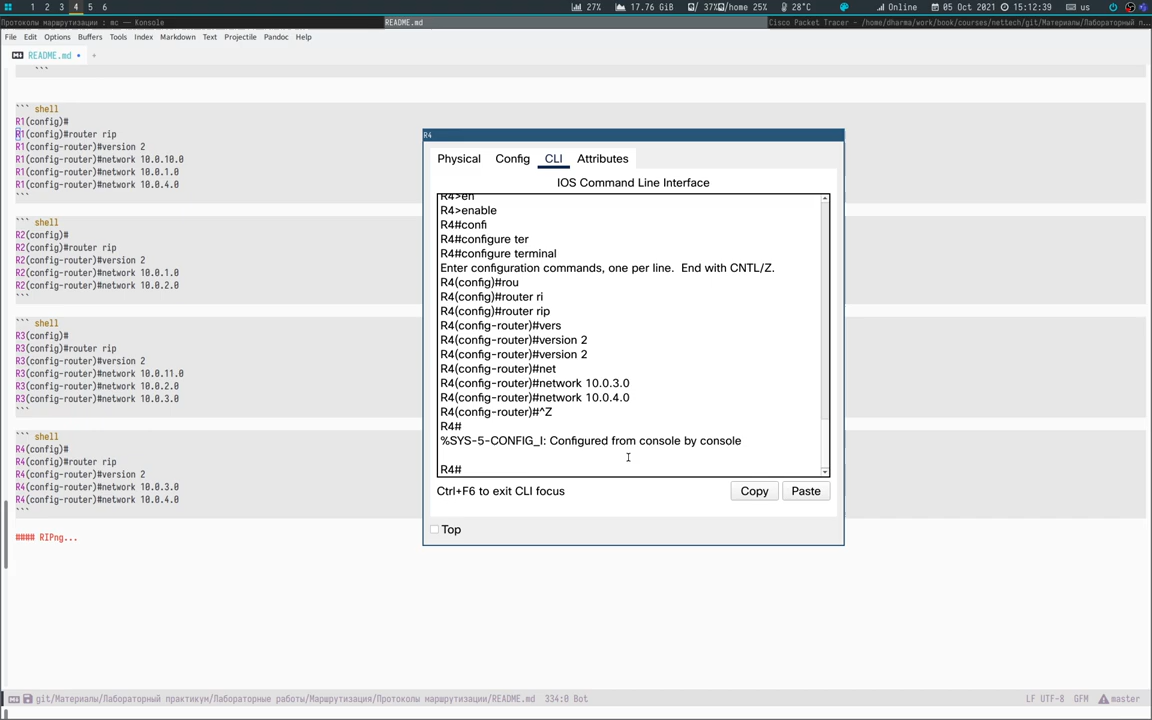 1 2 3 4 5 6
27% 17.76 GiB / 37% /home 25% 28°C Online 05 Oct 2021 15:12:39 us
Протоколы маршрутизации : mc — Konsole
README.md
Cisco Packet Tracer - /home/dharma/work/book/courses/nettech/git/Материалы/Лабораторный п...
File Edit Options Buffers Tools Index Markdown Text Projectile Pandoc Help
README.md • +
```
``` shell
R1(config)#
R1(config)#router rip
R1(config-router)#version 2
R1(config-router)#network 10.0.10.0
R1(config-router)#network 10.0.1.0
R1(config-router)#network 10.0.4.0
```
``` shell
R2(config)#
R2(config)#router rip
R2(config-router)#version 2
R2(config-router)#network 10.0.1.0
R2(config-router)#network 10.0.2.0
```
``` shell
R3(config)#
R3(config)#router rip
R3(config-router)#version 2
R3(config-router)#network 10.0.11.0
R3(config-router)#network 10.0.2.0
R3(config-router)#network 10.0.3.0
```
``` shell
R4(config)#
R4(config)#router rip
R4(config-router)#version 2
R4(config-router)#network 10.0.3.0
R4(config-router)#network 10.0.4.0
```
#### RIPng...
R4
Physical Config CLI Attributes
IOS Command Line Interface
R4>en
R4>enable
R4#confi
R4#configure ter
R4#configure terminal
Enter configuration commands, one per line. End with CNTL/Z.
R4(config)#rou
R4(config)#router ri
R4(config)#router rip
R4(config-router)#vers
R4(config-router)#version 2
R4(config-router)#version 2
R4(config-router)#net
R4(config-router)#network 10.0.3.0
R4(config-router)#network 10.0.4.0
R4(config-router)#^Z
R4#
%SYS-5-CONFIG_I: Configured from console by console
R4#
Ctrl+F6 to exit CLI focus
Copy Paste
Top
git/Материалы/Лабораторный практикум/Лабораторные работы/Маршрутизация/Протоколы маршрутизации/README.md 334:0 Bot
LF UTF-8 GFM master